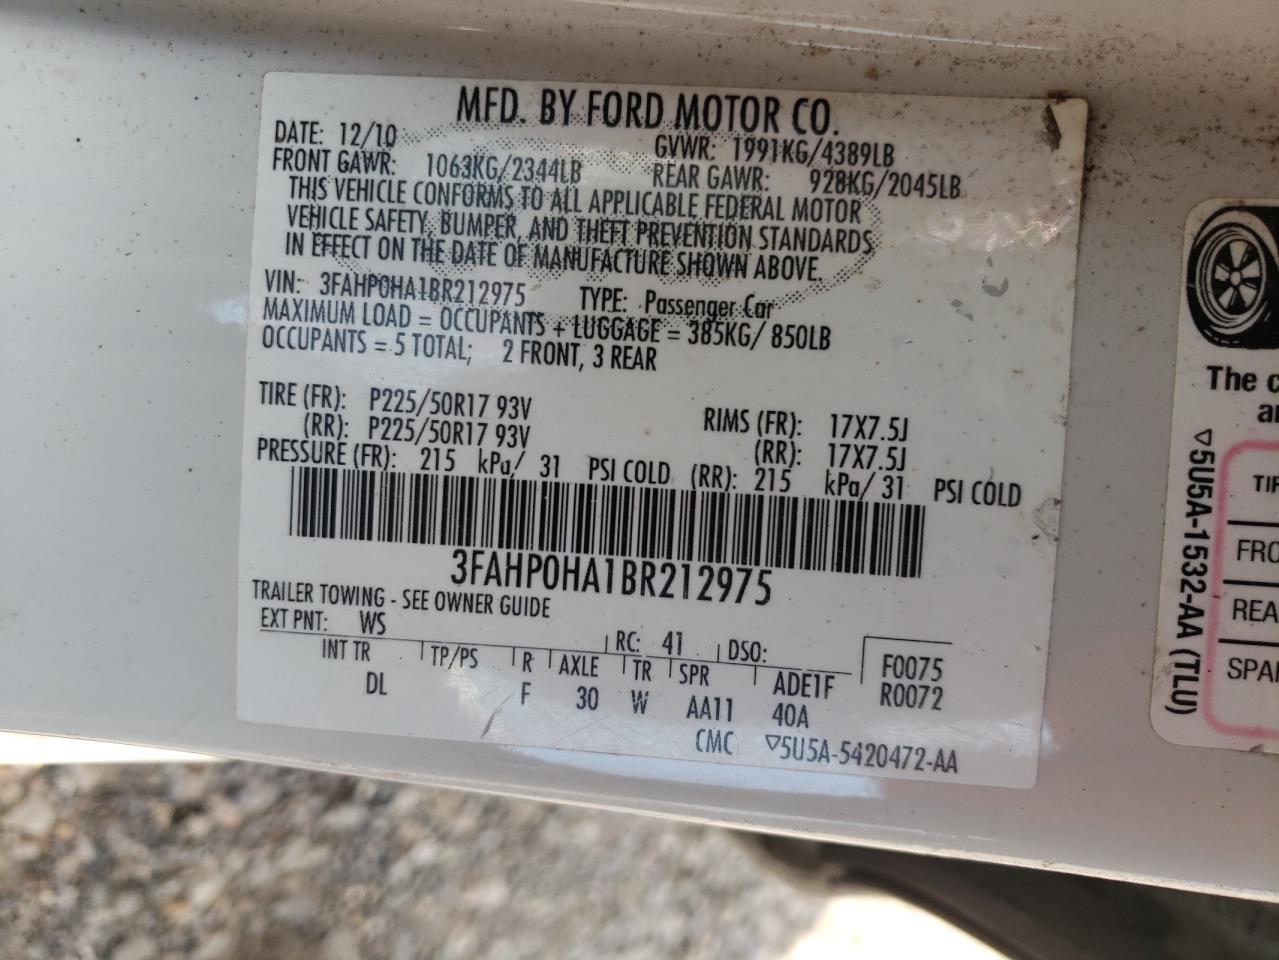 MFD. BY FORD MOTOR CO.
DATE: 12/10 GVWR: 1991KG/4389LB
FRONT GAWR: 1063KG/2344LB REAR GAWR: 928KG/2045LB
THIS VEHICLE CONFORMS TO ALL APPLICABLE FEDERAL MOTOR
VEHICLE SAFETY, BUMPER, AND THEFT PREVENTION STANDARDS
IN EFFECT ON THE DATE OF MANUFACTURE SHOWN ABOVE.
VIN: 3FAHP0HA1BR212975 TYPE: Passenger Car
MAXIMUM LOAD = OCCUPANTS + LUGGAGE = 385KG/ 850LB
OCCUPANTS = 5 TOTAL; 2 FRONT, 3 REAR
TIRE (FR): P225/50R17 93V RIMS (FR): 17X7.5J
(RR): P225/50R17 93V (RR): 17X7.5J
PRESSURE (FR): 215 kPa/ 31 PSI COLD (RR): 215 kPa/ 31 PSI COLD
3FAHP0HA1BR212975
TRAILER TOWING - SEE OWNER GUIDE
EXT PNT: WS RC: 41 DSO:
INT TR TP/PS R AXLE TR SPR ADE1F F0075
DL F 30 W AA11 40A R0072
CMC ▽5U5A-5420472-AA
The c
an
▽5U5A-1532-AA (TLU)
TIR
FRO
REA
SPA